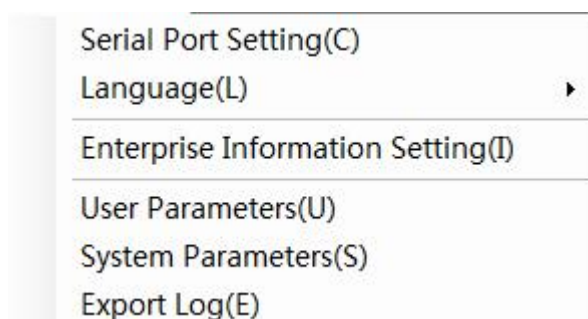 Serial Port Setting(C)
Language(L)
Enterprise Information Setting(I)
User Parameters(U)
System Parameters(S)
Export Log(E)